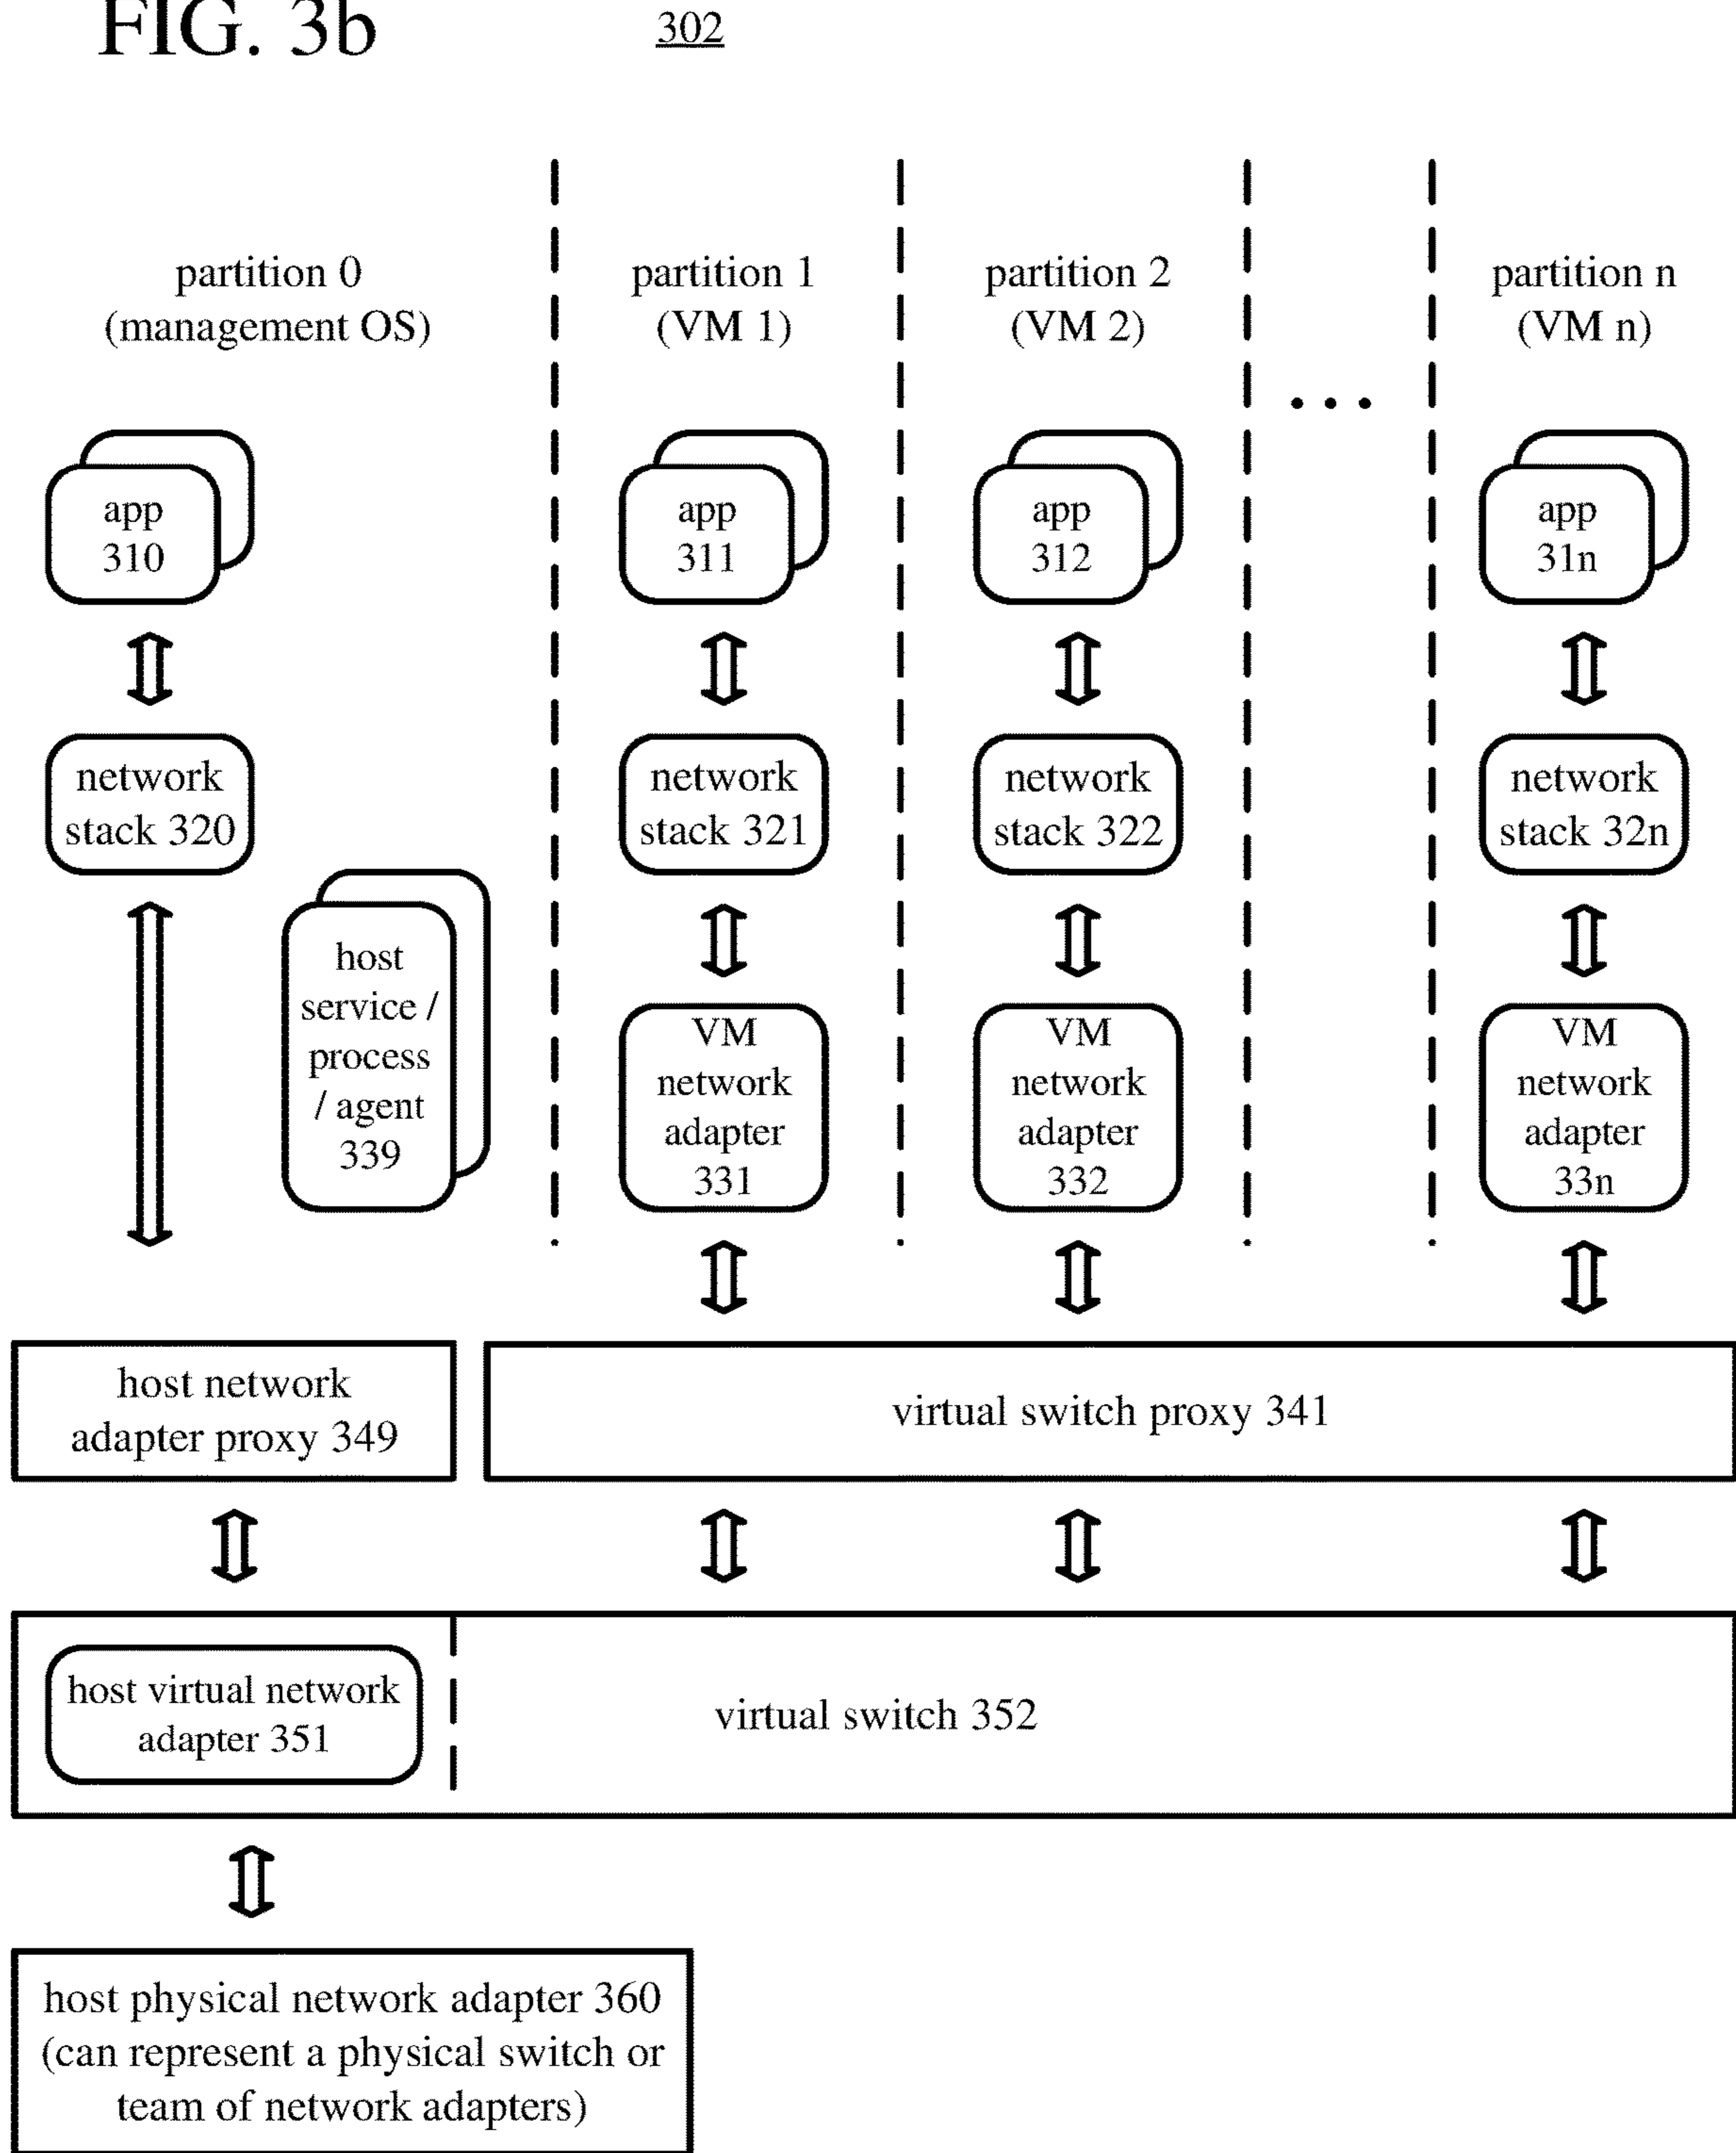 FIG. 3b
302
partition 0
(management OS)
partition 1
(VM 1)
partition 2
(VM 2)
...
partition n
(VM n)
app
310
app
311
app
312
app
31n
network
stack 320
network
stack 321
network
stack 322
network
stack 32n
host
service /
process
/ agent
339
VM
network
adapter
331
VM
network
adapter
332
VM
network
adapter
33n
host network
adapter proxy 349
virtual switch proxy 341
host virtual network
adapter 351
virtual switch 352
host physical network adapter 360
(can represent a physical switch or
team of network adapters)